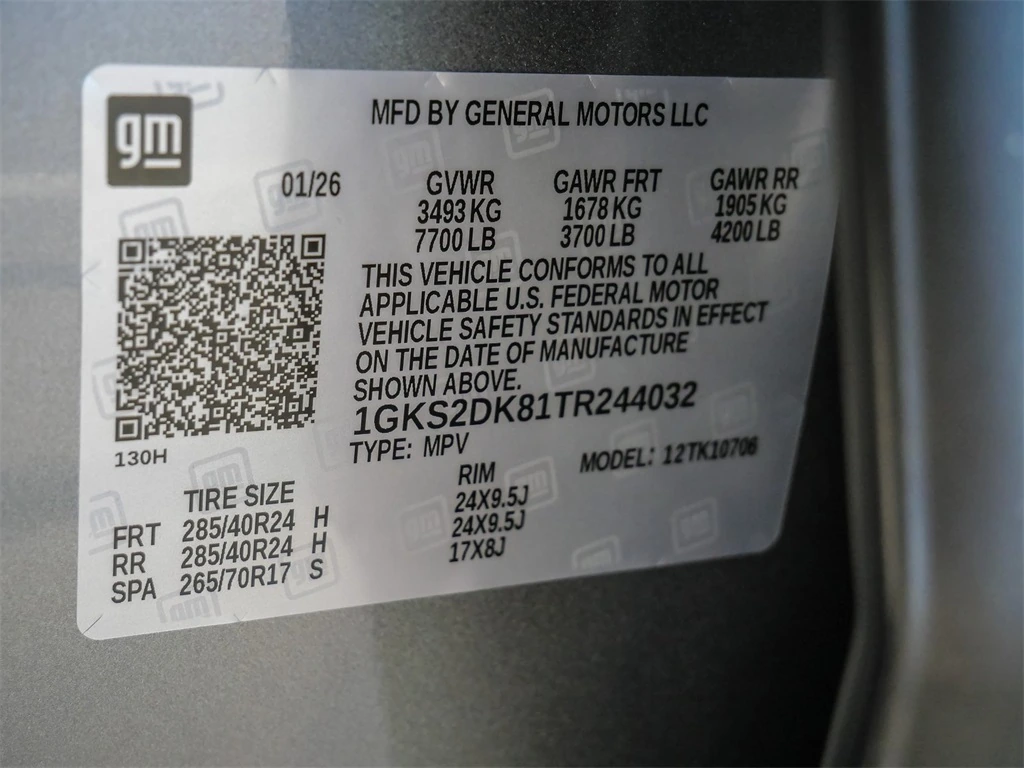 gm
MFD BY GENERAL MOTORS LLC
01/26 GVWR GAWR FRT GAWR RR
3493 KG 1678 KG 1905 KG
7700 LB 3700 LB 4200 LB
THIS VEHICLE CONFORMS TO ALL
APPLICABLE U.S. FEDERAL MOTOR
VEHICLE SAFETY STANDARDS IN EFFECT
ON THE DATE OF MANUFACTURE
SHOWN ABOVE.
1GKS2DK81TR244032
130H
TYPE: MPV MODEL: 12TK10706
TIRE SIZE RIM
FRT 285/40R24 H 24X9.5J
RR 285/40R24 H 24X9.5J
SPA 265/70R17 S 17X8J